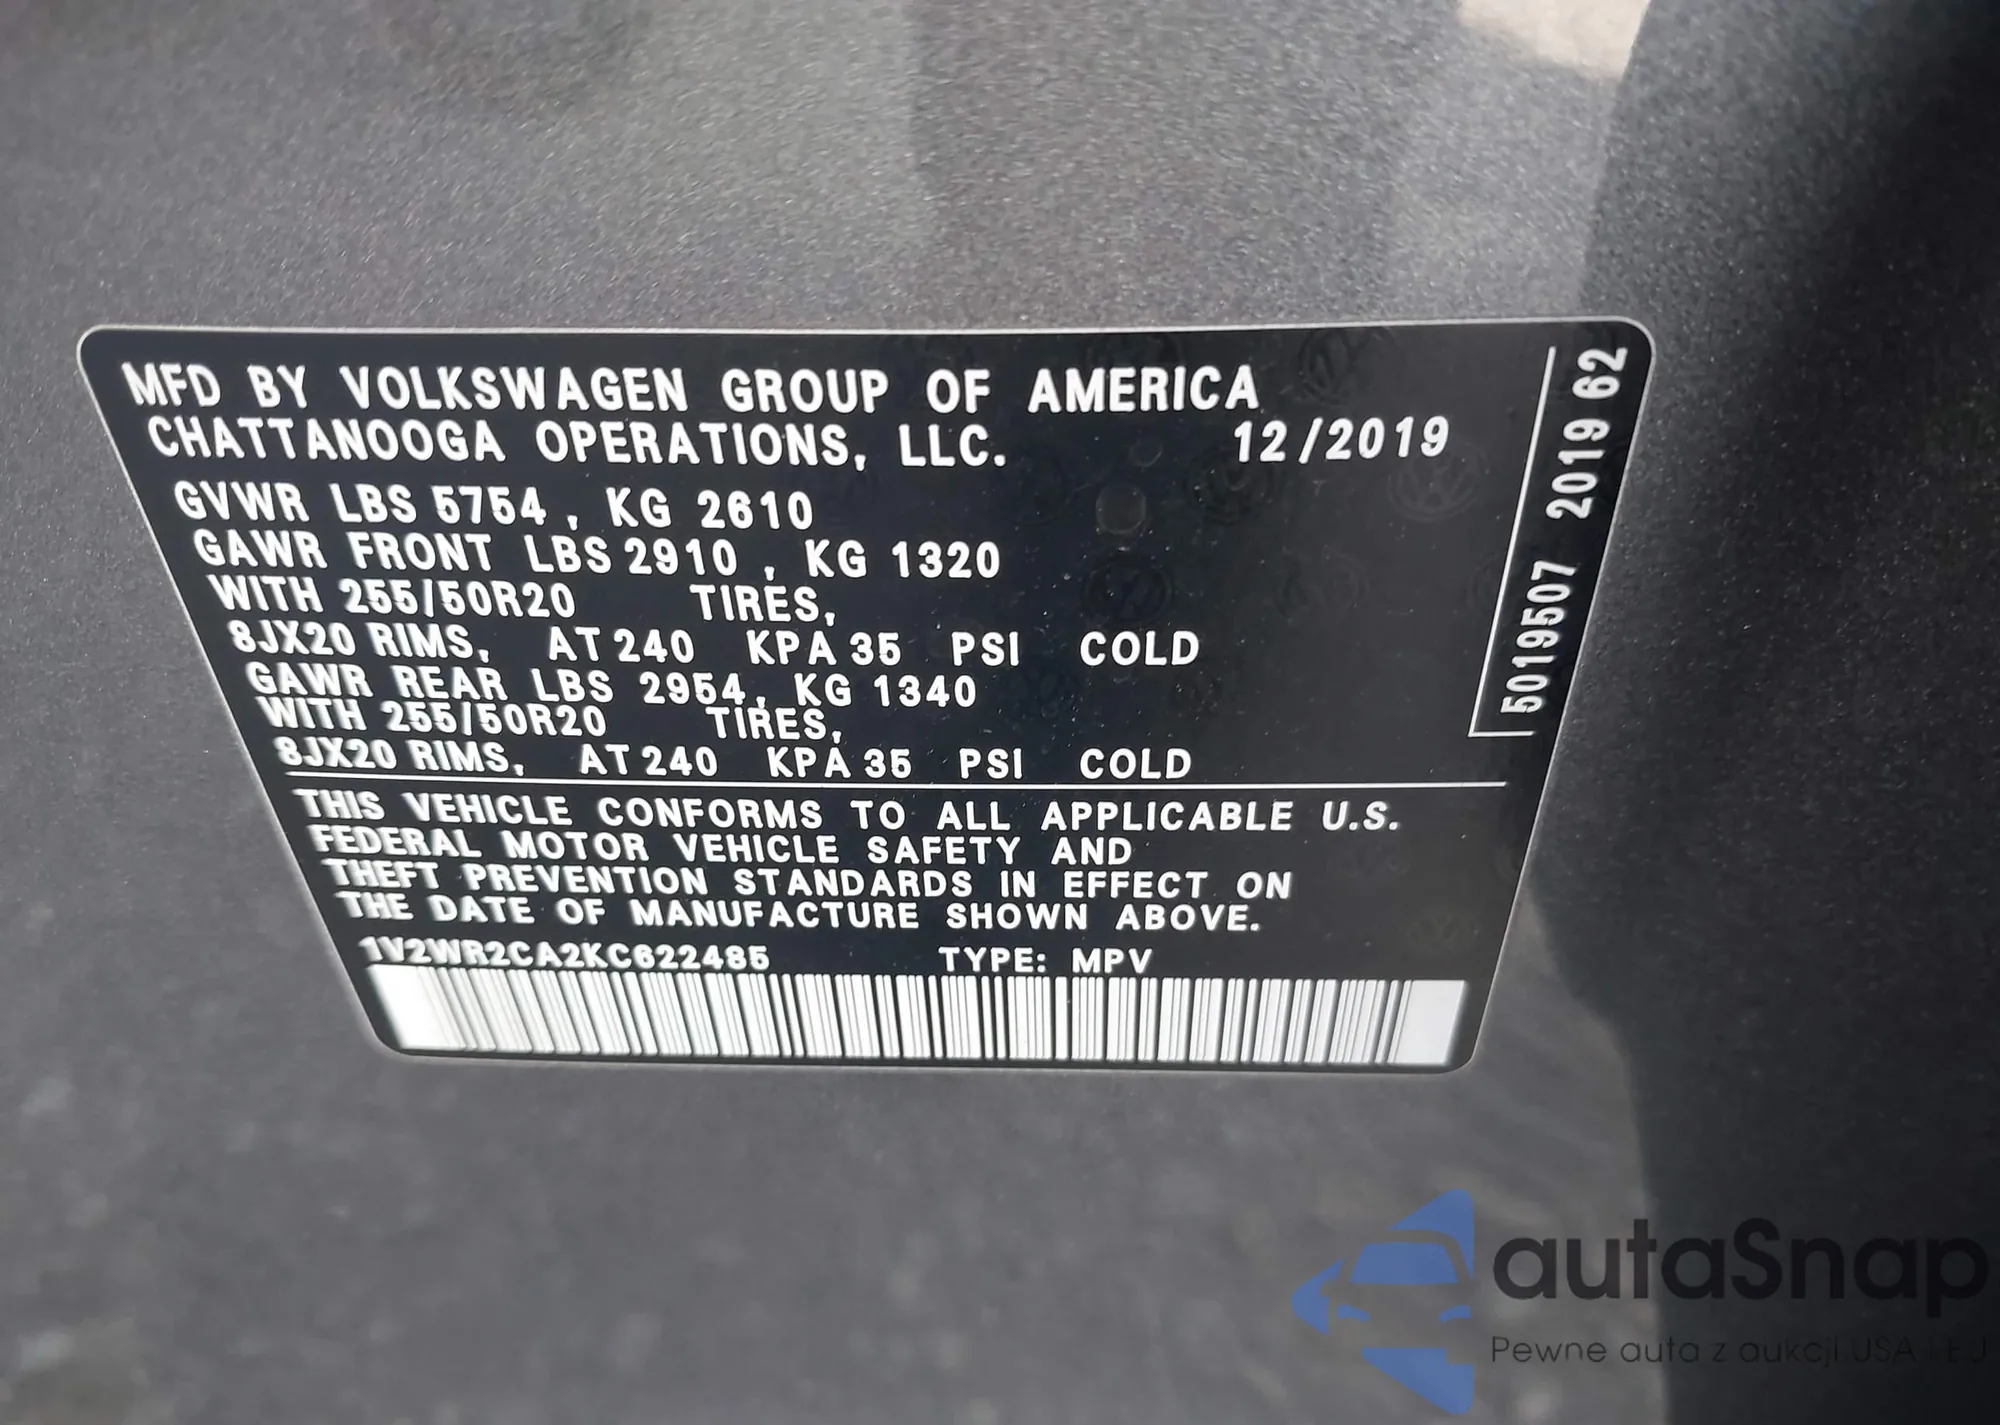 MFD BY VOLKSWAGEN GROUP OF AMERICA
CHATTANOOGA OPERATIONS, LLC. 12/2019
GVWR LBS 5754 , KG 2610
GAWR FRONT LBS 2910 , KG 1320
WITH 255/50R20 TIRES,
8JX20 RIMS, AT 240 KPA 35 PSI COLD
GAWR REAR LBS 2954, KG 1340
WITH 255/50R20 TIRES,
8JX20 RIMS, AT 240 KPA 35 PSI COLD
THIS VEHICLE CONFORMS TO ALL APPLICABLE U.S.
FEDERAL MOTOR VEHICLE SAFETY AND
THEFT PREVENTION STANDARDS IN EFFECT ON
THE DATE OF MANUFACTURE SHOWN ABOVE.
1V2WR2CA2KC622485 TYPE: MPV
5019507 2019 62
autaSnap
Pewne auta z aukcji USA i EU